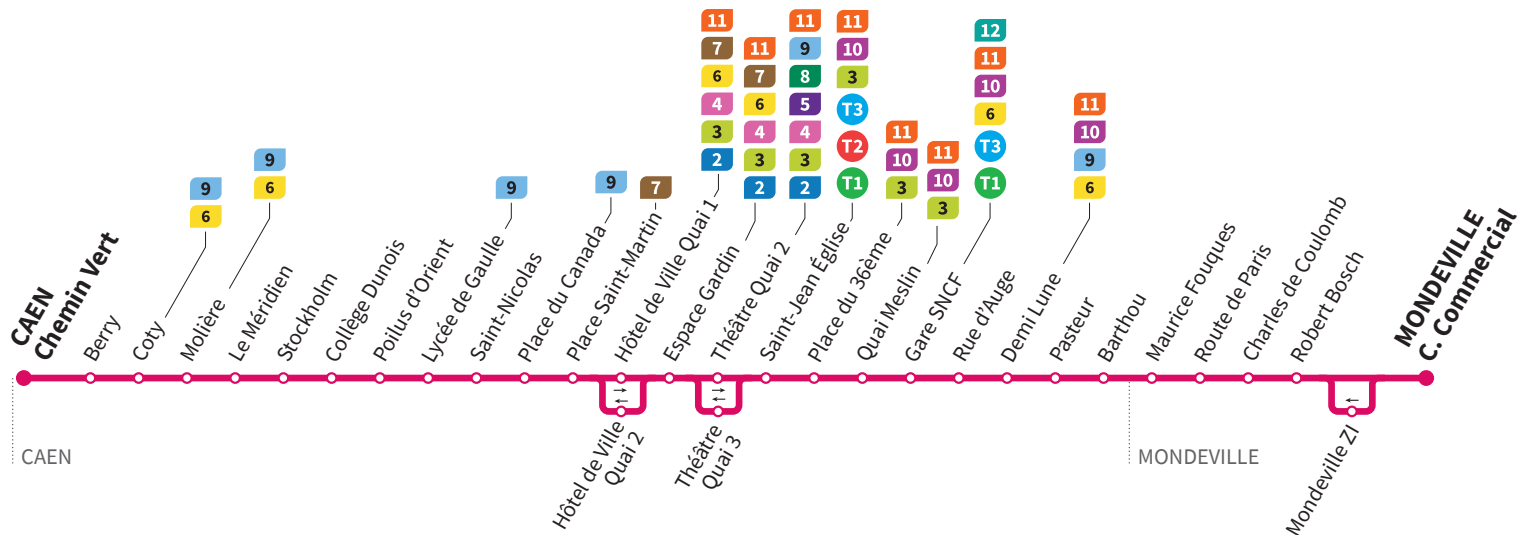 11
7
6
4
3
2
11
7
6
4
3
2
11
9
8
5
4
3
2
11
10
3
T3
T2
T1
11
10
3
11
10
3
12
11
10
6
T3
T1
11
10
9
6
9
6
9
6
9
9
7
CAEN
Chemin Vert
Berry
Coty
Molière
Le Méridien
Stockholm
Collège Dunois
Poilus d'Orient
Lycée de Gaulle
Saint-Nicolas
Place du Canada
Place Saint-Martin
Hôtel de Ville Quai 1
Espace Gardin
Théâtre Quai 2
Saint-Jean Église
Place du 36ème
Quai Meslin
Gare SNCF
Rue d'Auge
Demi Lune
Pasteur
Barthou
Maurice Fouques
Route de Paris
Charles de Coulomb
Robert Bosch
MONDEVILLE
C. Commercial
Hôtel de Ville
Quai 2
Théâtre
Quai 3
Mondeville ZI
CAEN
MONDEVILLE